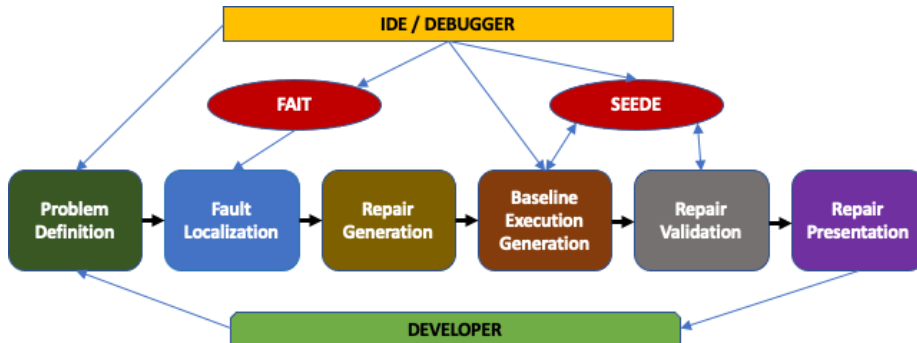 IDE / DEBUGGER
FAIT
SEEDE
Problem
Definition
Fault
Localization
Repair
Generation
Baseline
Execution
Generation
Repair
Validation
Repair
Presentation
DEVELOPER